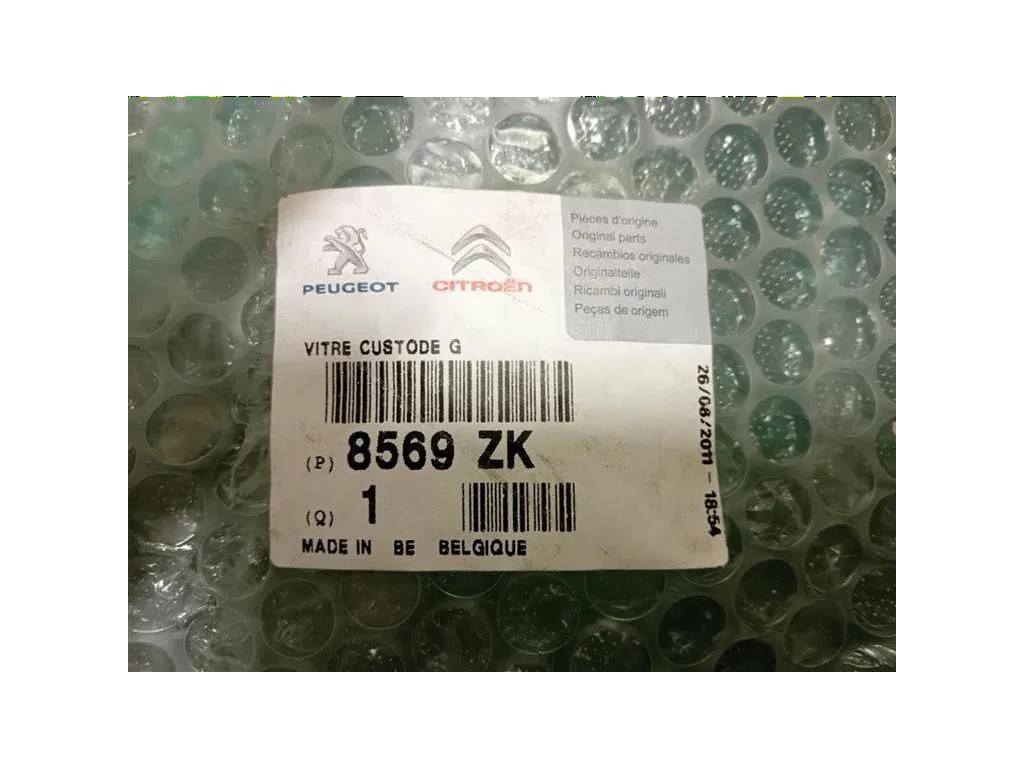 PEUGEOT
CITROËN
Pièces d'origine
Original parts
Recambios originales
Originalteile
Ricambi originali
Peças de origem
VITRE CUSTODE G
(P) 8569 ZK
(Q) 1
MADE IN BE BELGIQUE
26/08/2011 - 18:54